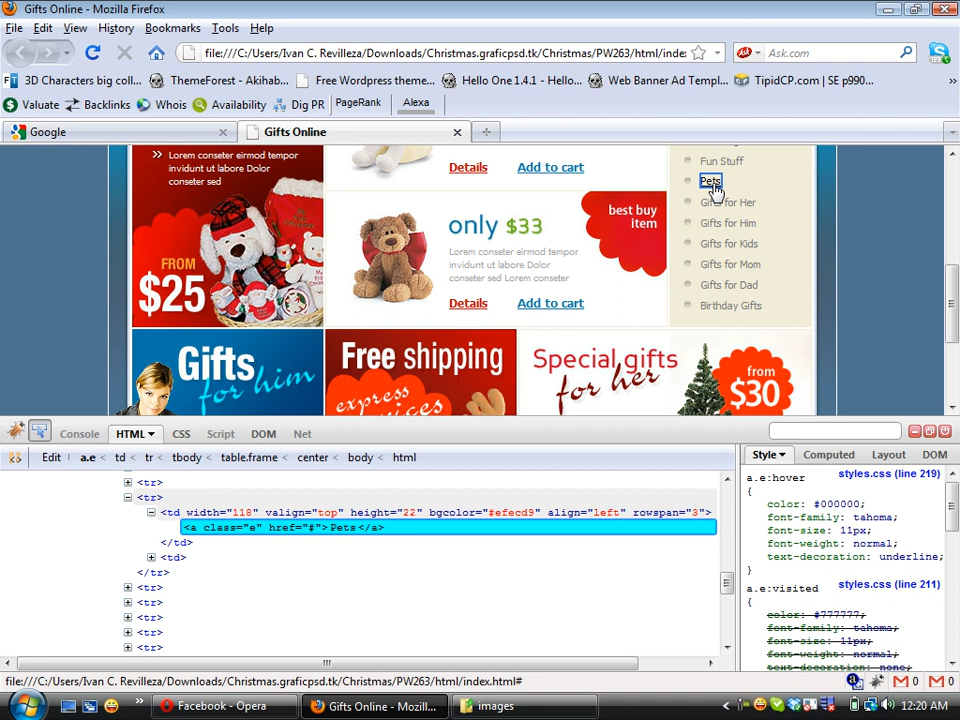 Gifts Online - Mozilla Firefox
File Edit View History Bookmarks Tools Help
file:///C:/Users/Ivan C. Revilleza/Downloads/Christmas.graficpsd.tk/Christmas/PW263/html/inde:
Ask.com
3D Characters big coll... ThemeForest - Akihab... Free Wordpress theme... Hello One 1.4.1 - Hello... Web Banner Ad Templ... TipidCP.com | SE p990... »
Valuate Backlinks Whois Availability Dig PR PageRank Alexa
Google
Gifts Online
Lorem conseter erit tempor
invidunt ut labore Dolor
conseter sed
FROM
$25
Details Add to cart
only $33
best buy
item
Lorem conseter eirmod tempor
invidunt ut labore Dolor
conseter sed Lorem conseter
Details Add to cart
Fun Stuff
Pets
Gifts for Her
Gifts for Him
Gifts for Kids
Gifts for Mom
Gifts for Dad
Birthday Gifts
Gifts
for him
Free shipping
express
Special gifts
for her
from
$30
Console HTML CSS Script DOM Net
Edit a.e < td < tr < tbody < table.frame < center < body < html
Style Computed Layout DOM
<tr>
<tr>
<td width="118" valign="top" height="22" bgcolor="#efecd9" align="left" rowspan="3">
<a class="e" href="#">Pets</a>
</td>
<td>
</tr>
<tr>
<tr>
<tr>
<tr>
<tr>
styles.css (line 219)
a.e:hover
{
color: #000000;
font-family: tahoma;
font-size: 11px;
font-weight: normal;
text-decoration: underline;
}
styles.css (line 211)
a.e:visited
{
color: #777777;
font-family: tahoma;
font-size: 11px;
font-weight: normal;
text-decoration: none;
file:///C:/Users/Ivan C. Revilleza/Downloads/Christmas.graficpsd.tk/Christmas/PW263/html/index.html#
0 0
Facebook - Opera
Gifts Online - Mozilla...
images
12:20 AM